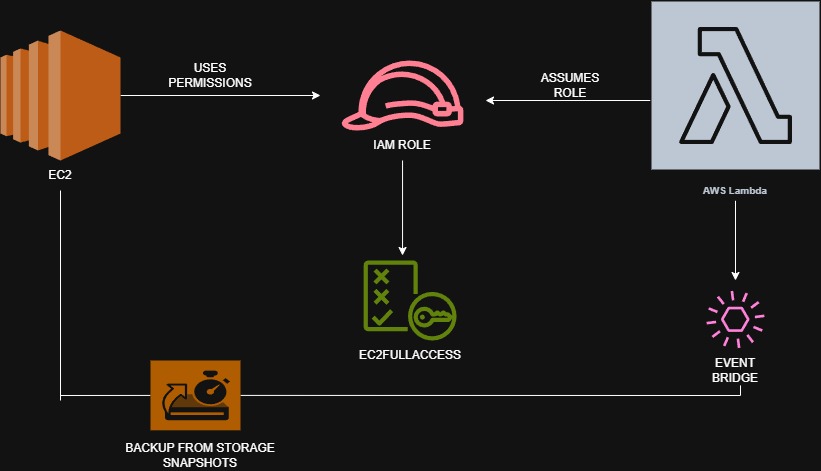 USES
PERMISSIONS
ASSUMES
ROLE
IAM ROLE
EC2
AWS Lambda
EC2FULLACCESS
EVENT
BRIDGE
BACKUP FROM STORAGE
SNAPSHOTS